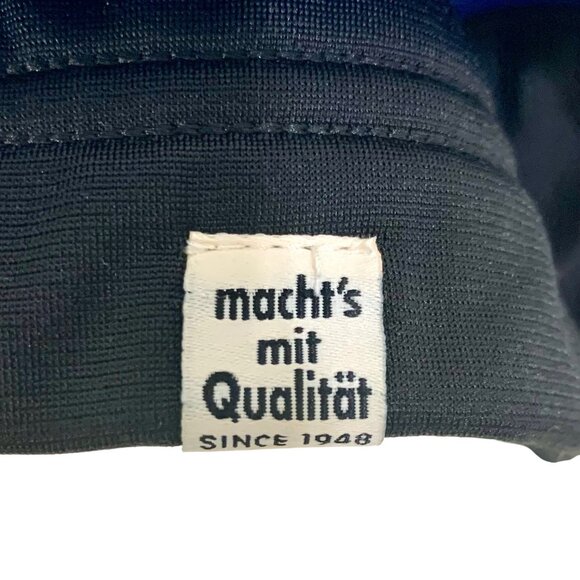 macht's
mit
Qualität
SINCE 1948